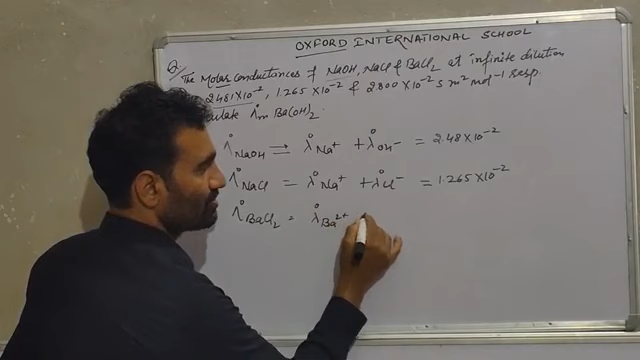 OXFORD INTERNATIONAL SCHOOL
Q. The Molar conductances of NaOH, NaCl & BaCl2 at infinite dilution
2.481×10⁻², 1.265×10⁻² & 2.800×10⁻² S m² mol⁻¹ resp.
λ°m Ba(OH)2.
λ°NaOH ⇌ λ°Na⁺ + λ°OH⁻ = 2.48×10⁻²
λ°NaCl = λ°Na⁺ + λ°Cl⁻ = 1.265×10⁻²
λ°BaCl2 = λ°Ba²⁺